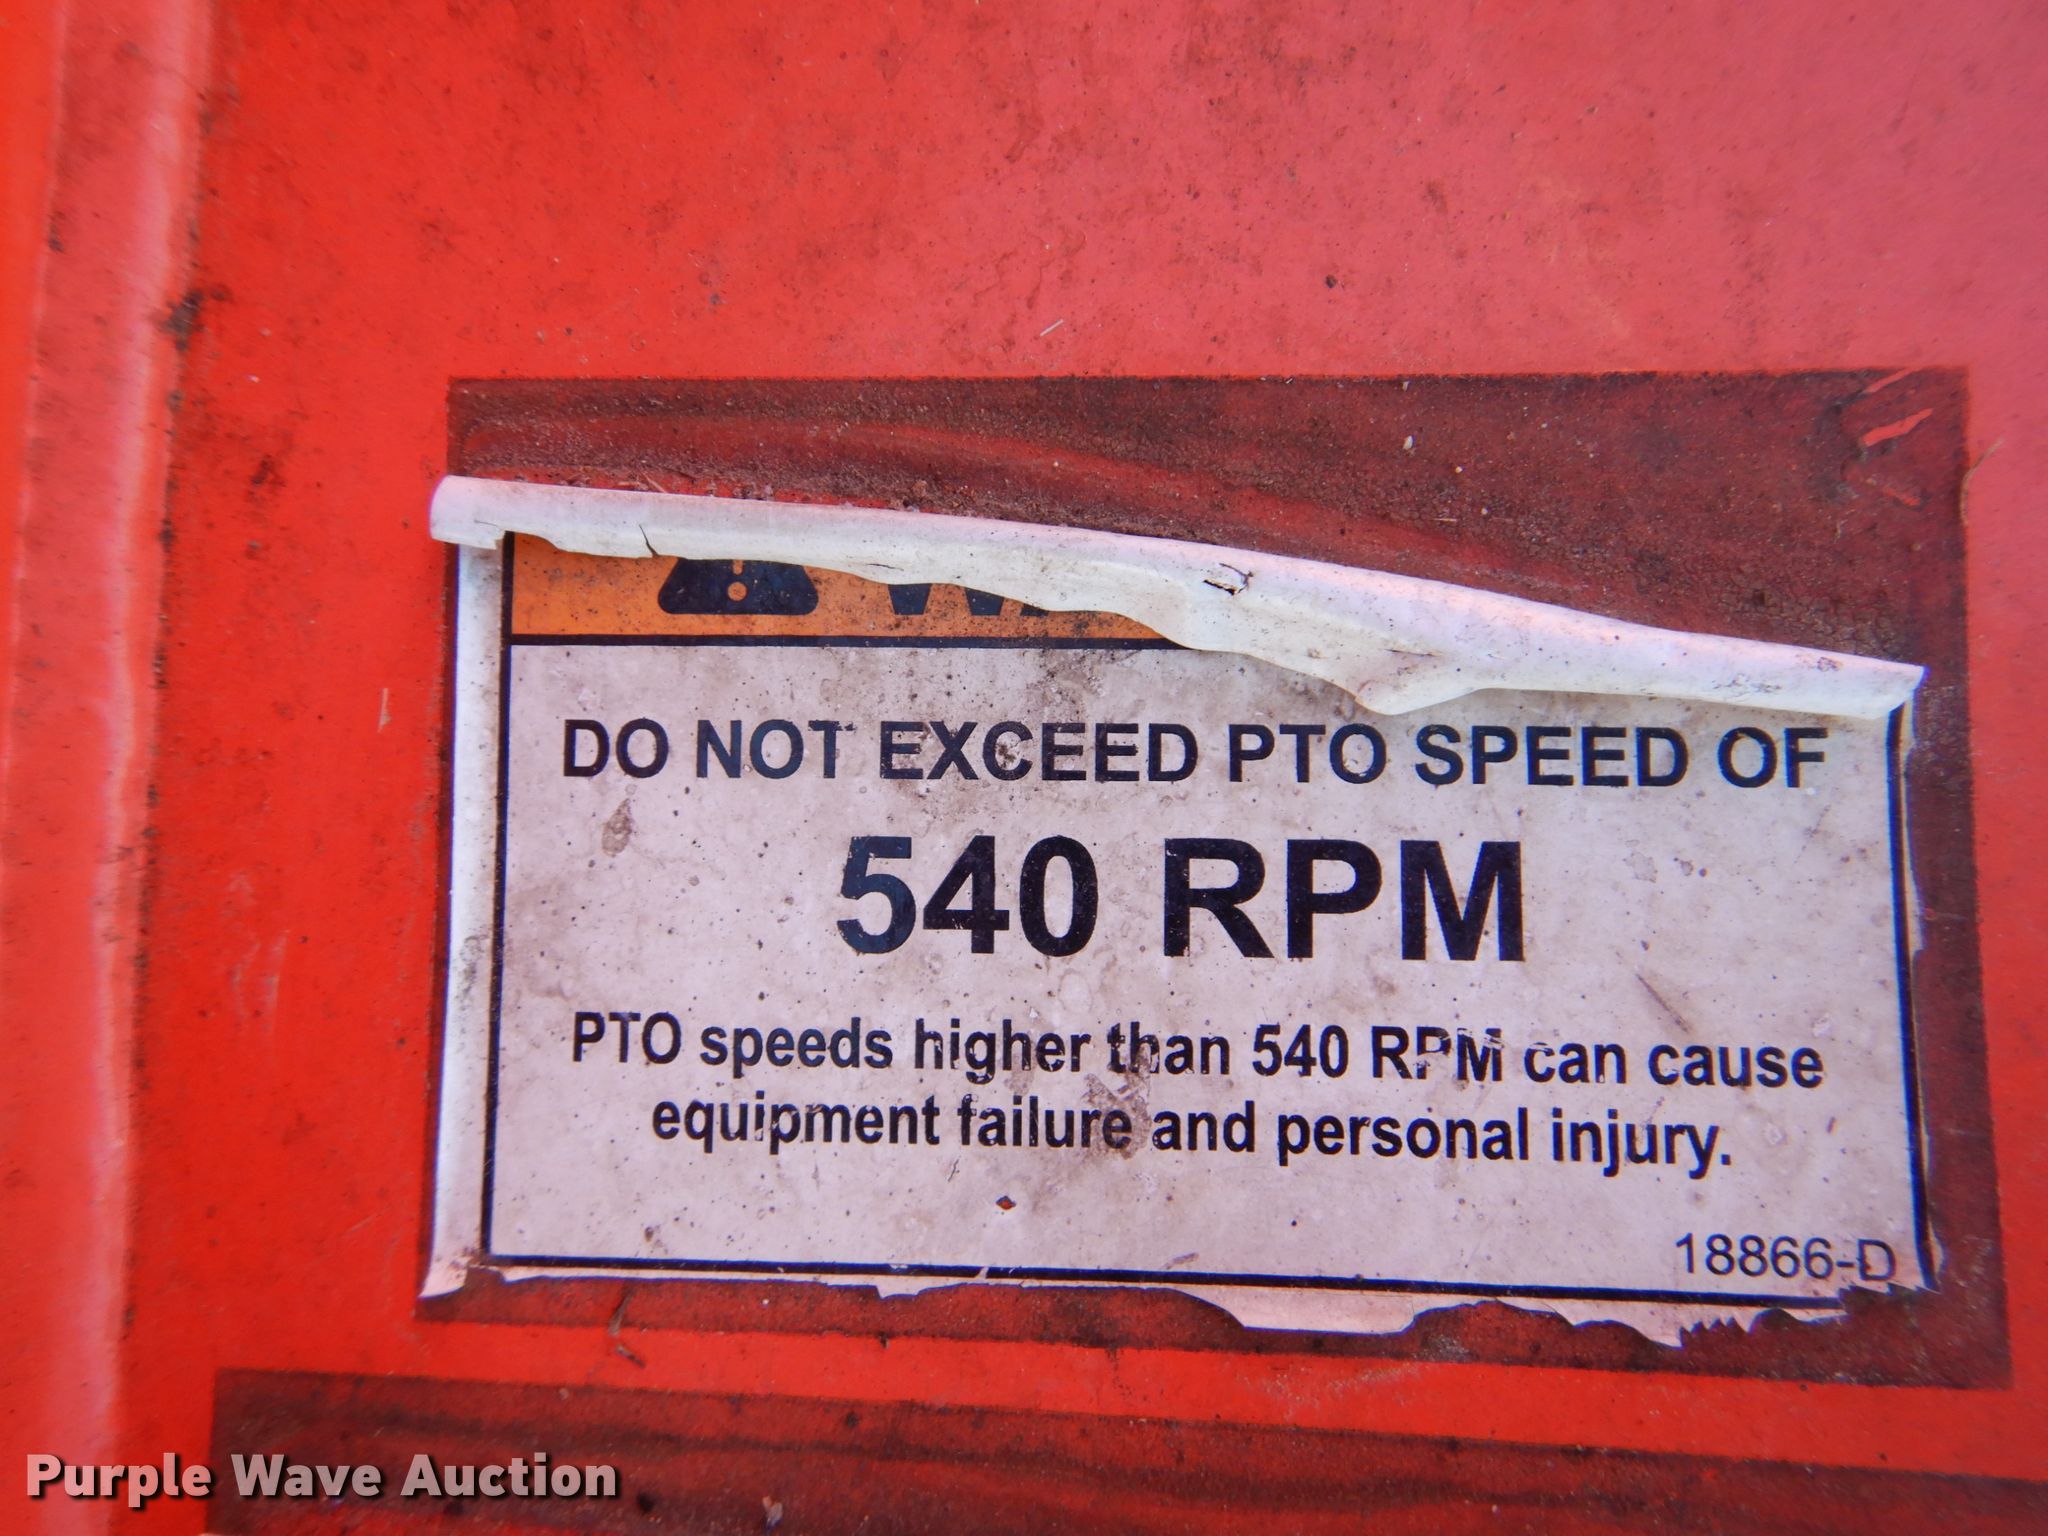 DO NOT EXCEED PTO SPEED OF
540 RPM
PTO speeds higher than 540 RPM can cause
equipment failure and personal injury.
18866-D
Purple Wave Auction